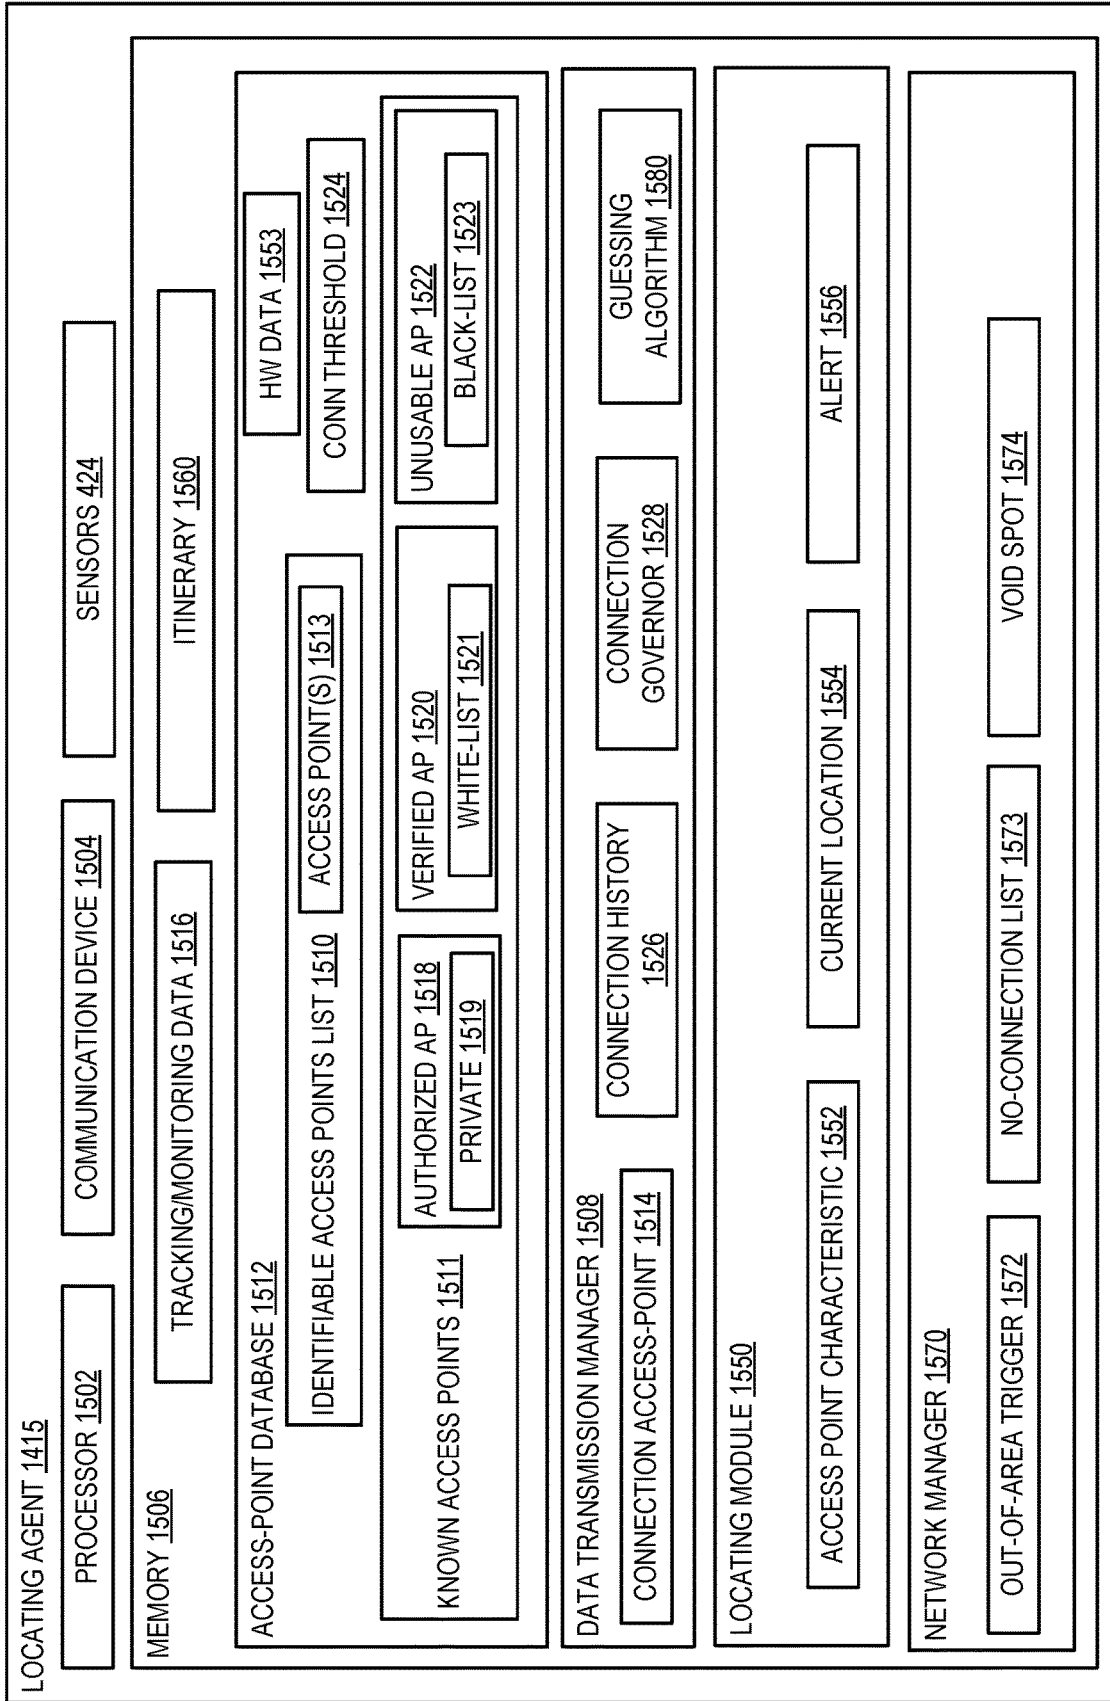 LOCATING AGENT 1415
PROCESSOR 1502
COMMUNICATION DEVICE 1504
SENSORS 424
MEMORY 1506
TRACKING/MONITORING DATA 1516
ITINERARY 1560
ACCESS-POINT DATABASE 1512
HW DATA 1553
IDENTIFIABLE ACCESS POINTS LIST 1510
ACCESS POINT(S) 1513
CONN THRESHOLD 1524
KNOWN ACCESS POINTS 1511
AUTHORIZED AP 1518
PRIVATE 1519
VERIFIED AP 1520
WHITE-LIST 1521
UNUSABLE AP 1522
BLACK-LIST 1523
DATA TRANSMISSION MANAGER 1508
CONNECTION ACCESS-POINT 1514
CONNECTION HISTORY
1526
CONNECTION
GOVERNOR 1528
GUESSING
ALGORITHM 1580
LOCATING MODULE 1550
ACCESS POINT CHARACTERISTIC 1552
CURRENT LOCATION 1554
ALERT 1556
NETWORK MANAGER 1570
OUT-OF-AREA TRIGGER 1572
NO-CONNECTION LIST 1573
VOID SPOT 1574